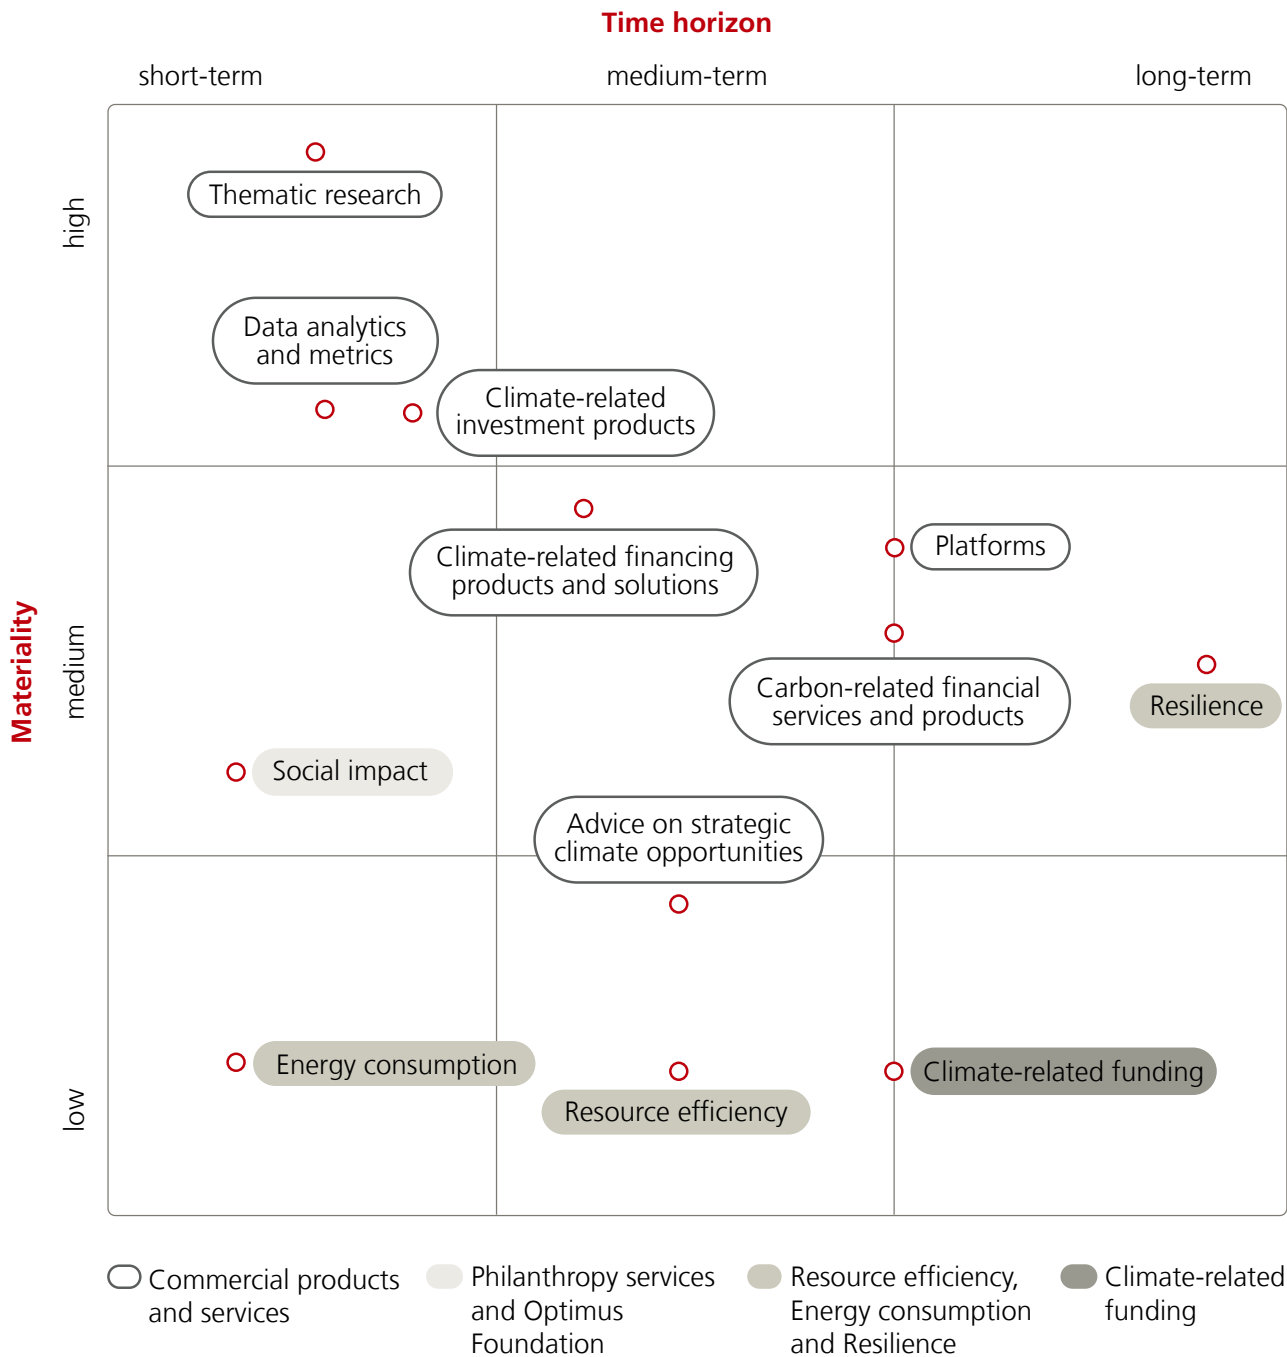 Time horizon
short-term
medium-term
long-term
Materiality
high
medium
low
Thematic research
Data analytics
and metrics
Climate-related
investment products
Climate-related financing
products and solutions
Platforms
Carbon-related financial
services and products
Resilience
Social impact
Advice on strategic
climate opportunities
Energy consumption
Resource efficiency
Climate-related funding
Commercial products
and services
Philanthropy services
and Optimus
Foundation
Resource efficiency,
Energy consumption
and Resilience
Climate-related
funding